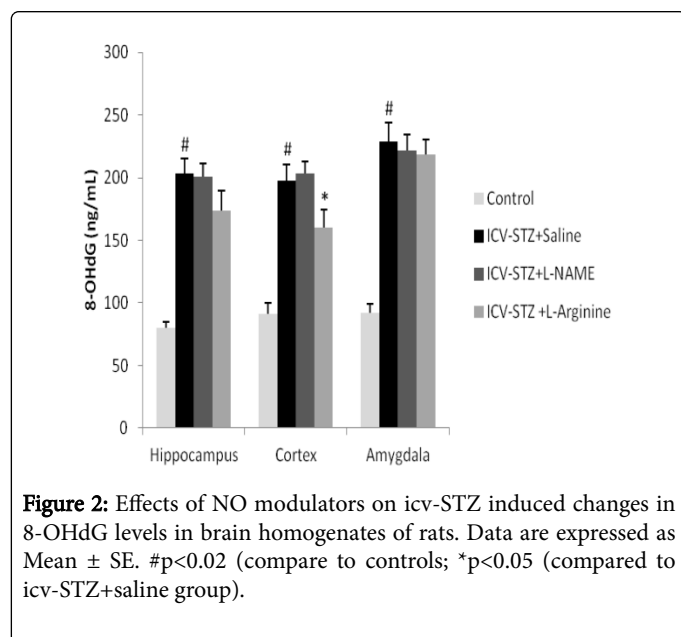 300
250
200
150
100
50
0
8-OHdG (ng/mL)
#
#
*
#
Hippocampus
Cortex
Amygdala
Control
ICV-STZ+Saline
ICV-STZ+L-NAME
ICV-STZ +L-Arginine
Figure 2: Effects of NO modulators on icv-STZ induced changes in
8-OHdG levels in brain homogenates of rats. Data are expressed as
Mean ± SE. #p<0.02 (compare to controls; *p<0.05 (compared to
icv-STZ+saline group).